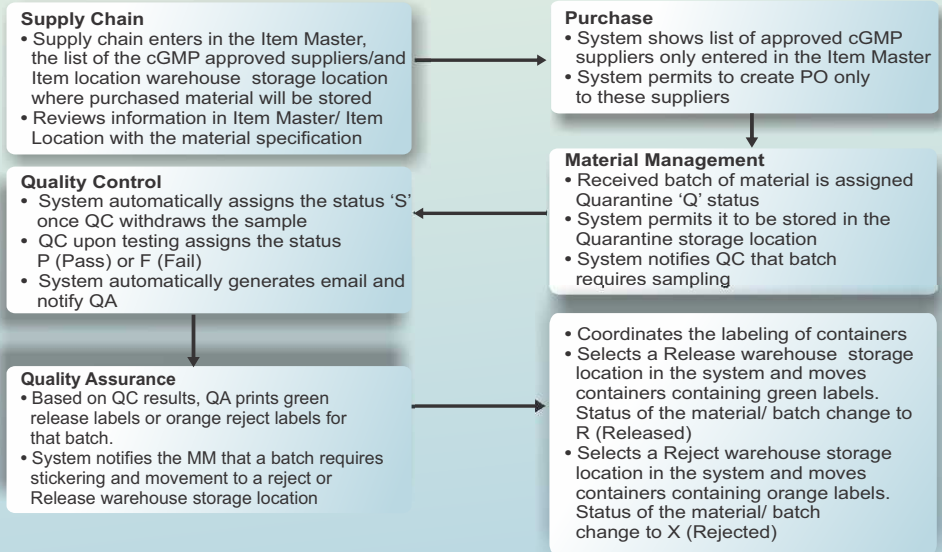 Supply Chain
• Supply chain enters in the Item Master,
the list of the cGMP approved suppliers/and
Item location warehouse storage location
where purchased material will be stored
• Reviews information in Item Master/ Item
Location with the material specification
Purchase
• System shows list of approved cGMP
suppliers only entered in the Item Master
• System permits to create PO only
to these suppliers
Material Management
• Received batch of material is assigned
Quarantine ‘Q’ status
• System permits it to be stored in the
Quarantine storage location
• System notifies QC that batch
requires sampling
Quality Control
• System automatically assigns the status ‘S’
once QC withdraws the sample
• QC upon testing assigns the status
P (Pass) or F (Fail)
• System automatically generates email and
notify QA
Quality Assurance
• Based on QC results, QA prints green
release labels or orange reject labels for
that batch.
• System notifies the MM that a batch requires
stickering and movement to a reject or
Release warehouse storage location
• Coordinates the labeling of containers
• Selects a Release warehouse storage
location in the system and moves
containers containing green labels.
Status of the material/ batch change to
R (Released)
• Selects a Reject warehouse storage
location in the system and moves
containers containing orange labels.
Status of the material/ batch
change to X (Rejected)